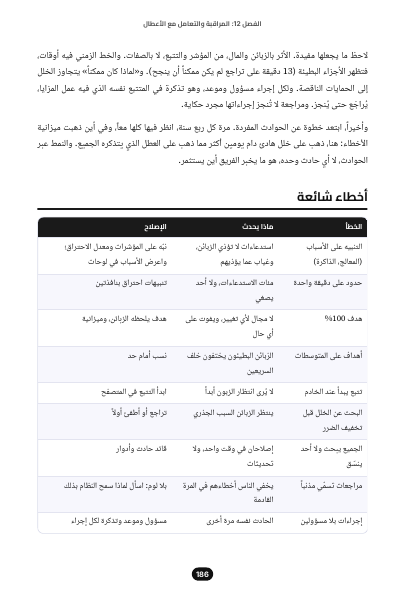 الفصل 12: المراقبة والتعامل مع الأعطال
لاحظ ما يجعلها مفيدة. الأثر بالزبائن والمال، من المؤشر والتتبع، لا بالصفات. والخط الزمني فيه أوقات،
فتظهر الأجزاء البطيئة (13 دقيقة على تراجع لم يكن ممكناً أن ينجح). و«لماذا كان ممكناً» يتجاوز الخلل
إلى الحمايات الناقصة. ولكل إجراء مسؤول وموعد، وهو تذكرة في المتتبع نفسه الذي فيه عمل المزايا،
يُراجَع حتى يُنجز. ومراجعة لا تُنجز إجراءاتها مجرد حكاية.
وأخيراً، ابتعد خطوة عن الحوادث المفردة. مرة كل ربع سنة، انظر فيها كلها معاً، وفي أين ذهبت ميزانية
الأخطاء: هنا، ذهب على خلل هادئ دام يومين أكثر مما ذهب على العطل الذي يتذكره الجميع. والنمط عبر
الحوادث، لا أي حادث وحده، هو ما يخبر الفريق أين يستثمر.
أخطاء شائعة
الخطأ ماذا يحدث الإصلاح
التنبيه على الأسباب استدعاءات لا تؤذي الزبائن، نبّه على المؤشرات ومعدل الاحتراق؛
(المعالج، الذاكرة) وغياب عما يؤذيهم واعرض الأسباب في لوحات
حدود على دقيقة واحدة مئات الاستدعاءات، ولا أحد تنبيهات احتراق بنافذتين
يصغي
هدف 100% لا مجال لأي تغيير، ويفوت على هدف يلحظه الزبائن، وميزانية
أي حال
أهداف على المتوسطات الزبائن البطيئون يختفون خلف نسب أمام حد
السريعين
تتبع يبدأ عند الخادم لا يُرى انتظار الزبون أبداً ابدأ التتبع في المتصفح
البحث عن الخلل قبل ينتظر الزبائن السبب الجذري تراجع أو أطفئ أولاً
تخفيف الضرر
الجميع يبحث ولا أحد إصلاحان في وقت واحد، ولا قائد حادث وأدوار
ينسّق تحديثات
مراجعات تسمّي مذنباً يخفي الناس أخطاءهم في المرة بلا لوم: اسأل لماذا سمح النظام بذلك
القادمة
إجراءات بلا مسؤولين الحادث نفسه مرة أخرى مسؤول وموعد وتذكرة لكل إجراء
186